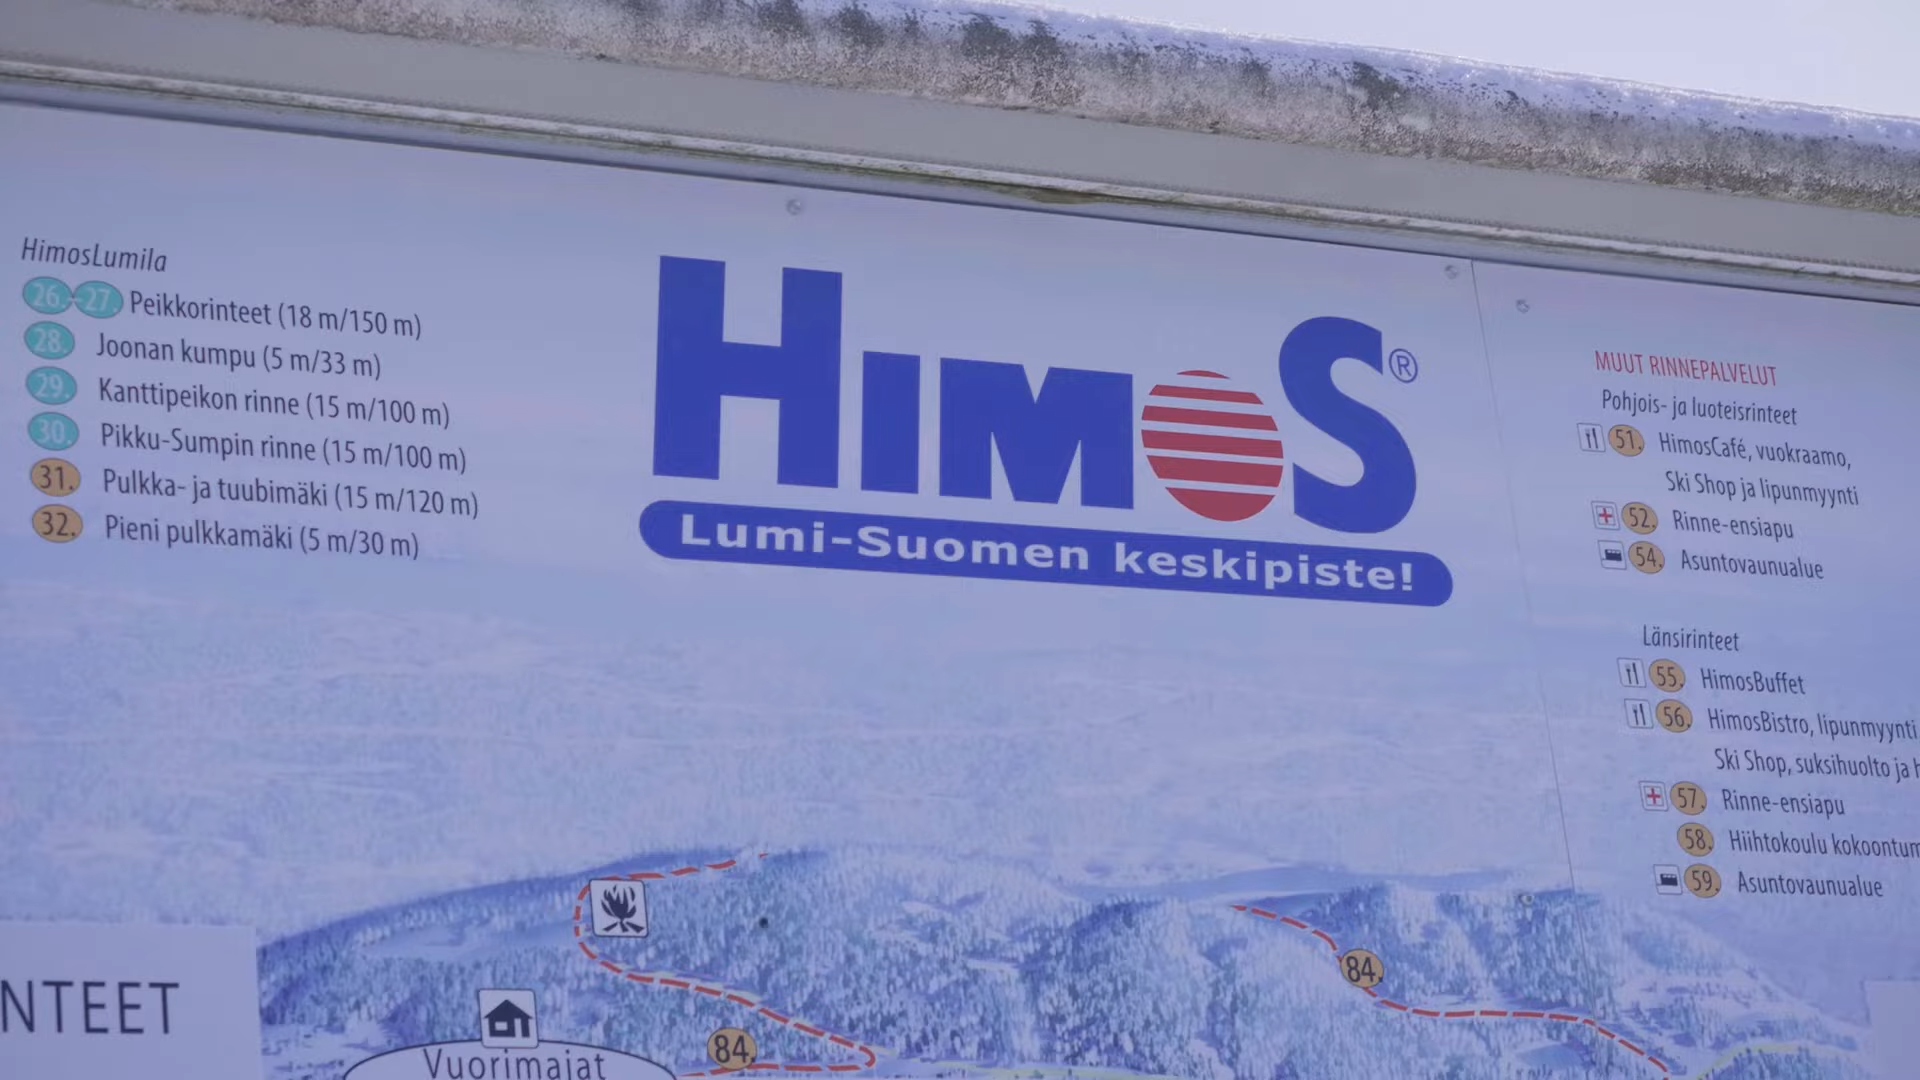 HimosLumila
26.-27. Peikkorinteet (18 m/150 m)
28. Joonan kumpu (5 m/33 m)
29. Kanttipeikon rinne (15 m/100 m)
30. Pikku-Sumpin rinne (15 m/100 m)
31. Pulkka- ja tuubimäki (15 m/120 m)
32. Pieni pulkkamäki (5 m/30 m)
HIMOS®
Lumi-Suomen keskipiste!
MUUT RINNEPALVELUT
Pohjois- ja luoteisrinteet
51. HimosCafé, vuokraamo,
Ski Shop ja lipunmyynti
52. Rinne-ensiapu
54. Asuntovaunualue
Länsirinteet
55. HimosBuffet
56. HimosBistro, lipunmyynti
Ski Shop, suksihuolto ja
57. Rinne-ensiapu
58. Hiihtokoulu
59. Asuntovaunualue
84.
84.
NTEET
Vuorimajat